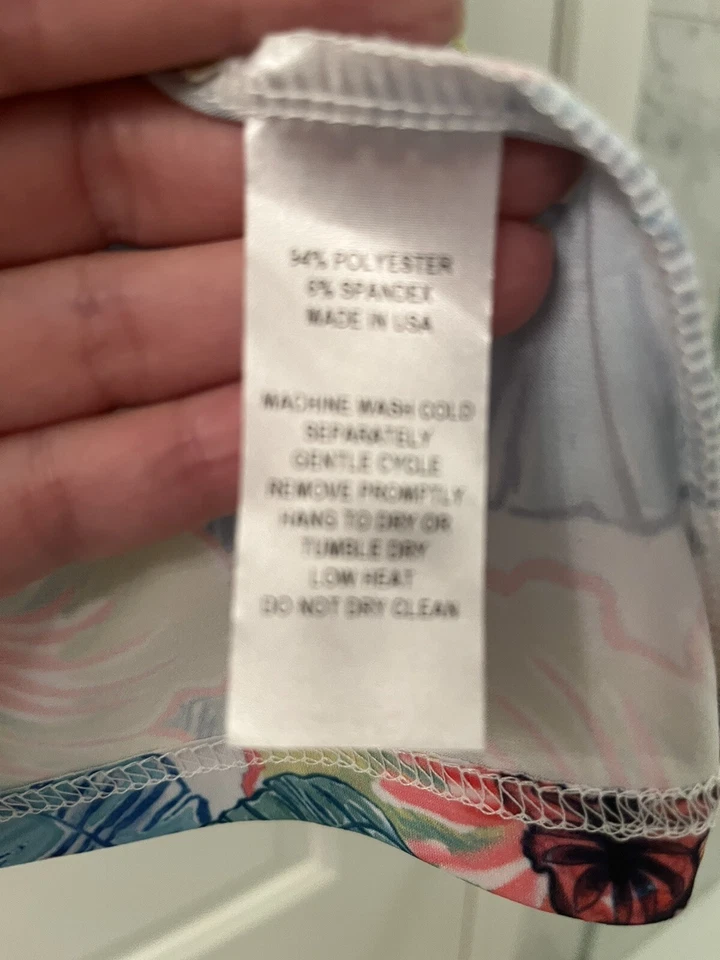 94% POLYESTER
6% SPANDEX
MADE IN USA
MACHINE WASH COLD
SEPARATELY
GENTLE CYCLE
REMOVE PROMPTLY
HANG TO DRY OR
TUMBLE DRY
LOW HEAT
DO NOT DRY CLEAN